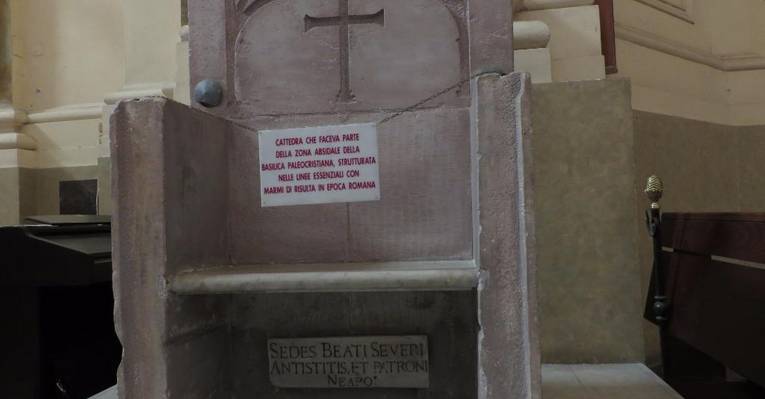 CATTEDRA CHE FACEVA PARTE
DELLA ZONA ABSIDALE DELLA
BASILICA PALEOCRISTIANA, STRUTTURATA
NELLE LINEE ESSENZIALI CON
MARMI DI RISULTA IN EPOCA ROMANA
SEDES BEATI SEVERI
ANTISTITIS, ET PATRONI
NEAPO.